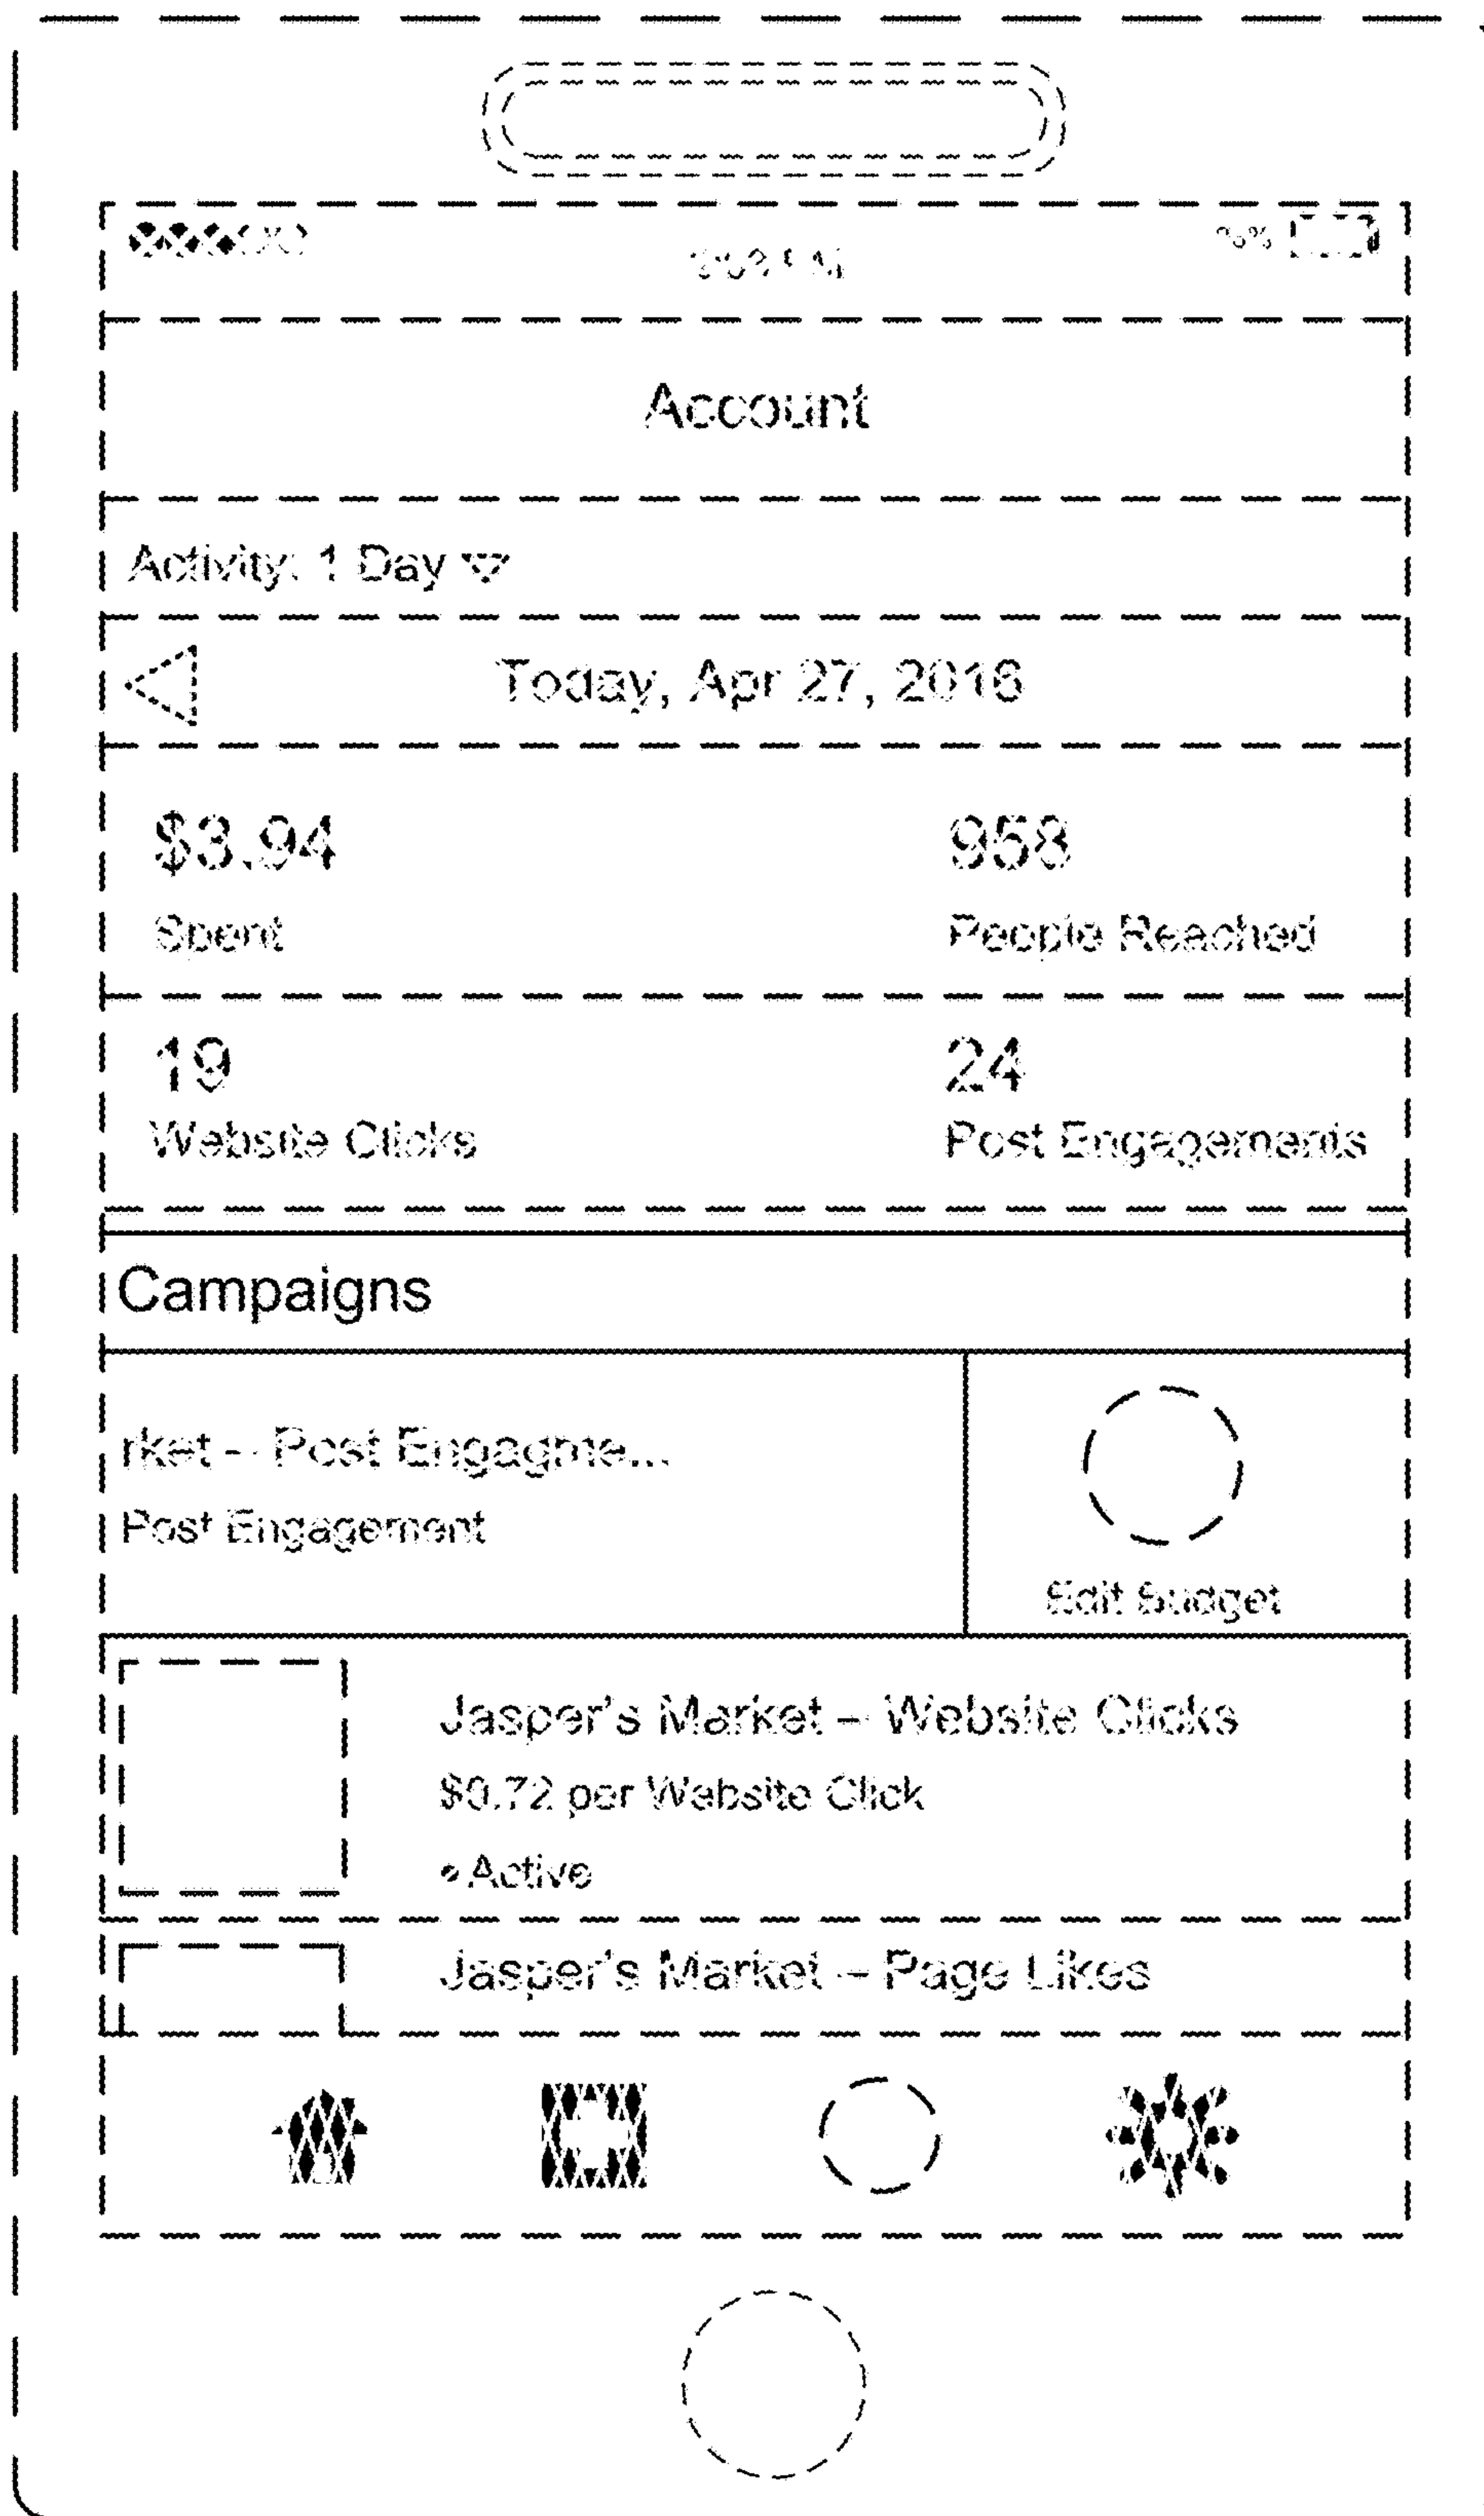 Account
Activity: 1 Day
Today, Apr 27, 2016
$3.94 958
Spent People Reached
19 24
Website Clicks Post Engagements
Campaigns
rket – Post Engagme...
Post Engagement
Edit Budget
Jasper's Market – Website Clicks
$0.72 per Website Click
• Active
Jasper's Market – Page Likes